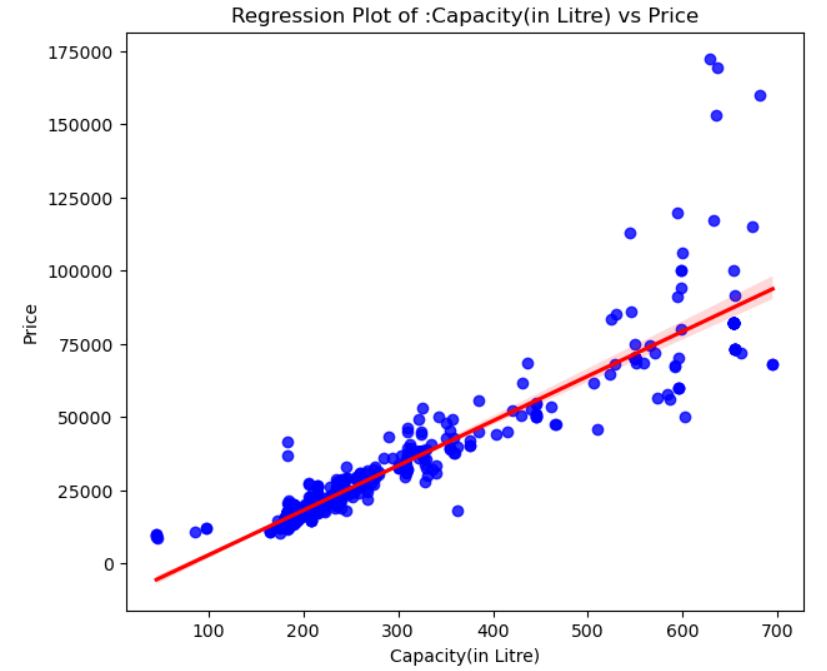 Regression Plot of :Capacity(in Litre) vs Price
175000
150000
125000
100000
75000
50000
25000
0
Price
100 200 300 400 500 600 700
Capacity(in Litre)